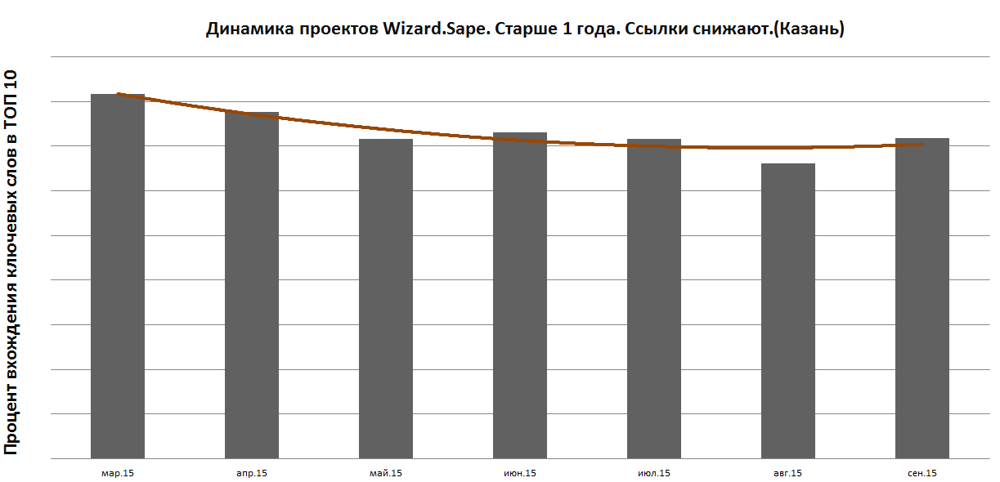 Динамика проектов Wizard.Sape. Старше 1 года. Ссылки снижают.(Казань)
Процент вхождения ключевых слов в ТОП 10
мар.15
апр.15
май.15
июн.15
июл.15
авг.15
сен.15